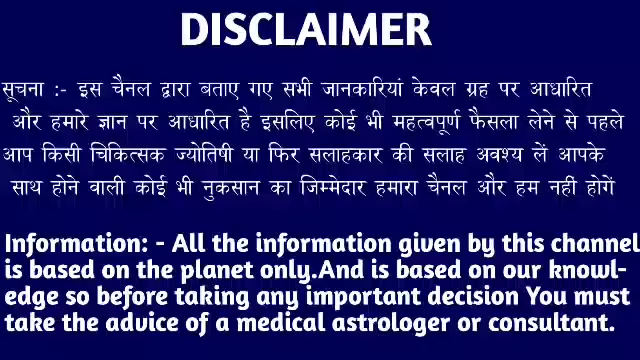 DISCLAIMER
सूचना :- इस चैनल द्वारा बताए गए सभी जानकारियां केवल ग्रह पर आधारित
और हमारे ज्ञान पर आधारित है इसलिए कोई भी महत्वपूर्ण फैसला लेने से पहले
आप किसी चिकित्सक ज्योतिषी या फिर सलाहकार की सलाह अवश्य लें आपके
साथ होने वाली कोई भी नुकसान का जिम्मेदार हमारा चैनल और हम नहीं होगें
Information: - All the information given by this channel
is based on the planet only.And is based on our knowl-
edge so before taking any important decision You must
take the advice of a medical astrologer or consultant.